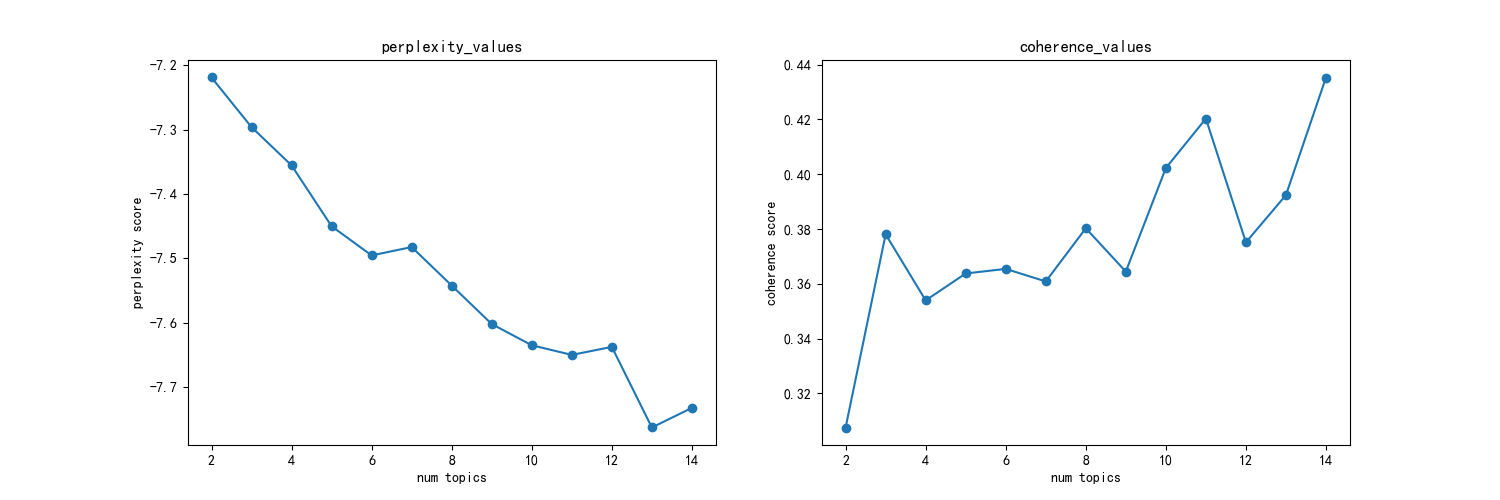 perplexity_values
-7.2
-7.3
-7.4
-7.5
-7.6
-7.7
perplexity score
2 4 6 8 10 12 14
num topics
coherence_values
0.44
0.42
0.40
0.38
0.36
0.34
0.32
coherence score
2 4 6 8 10 12 14
num topics